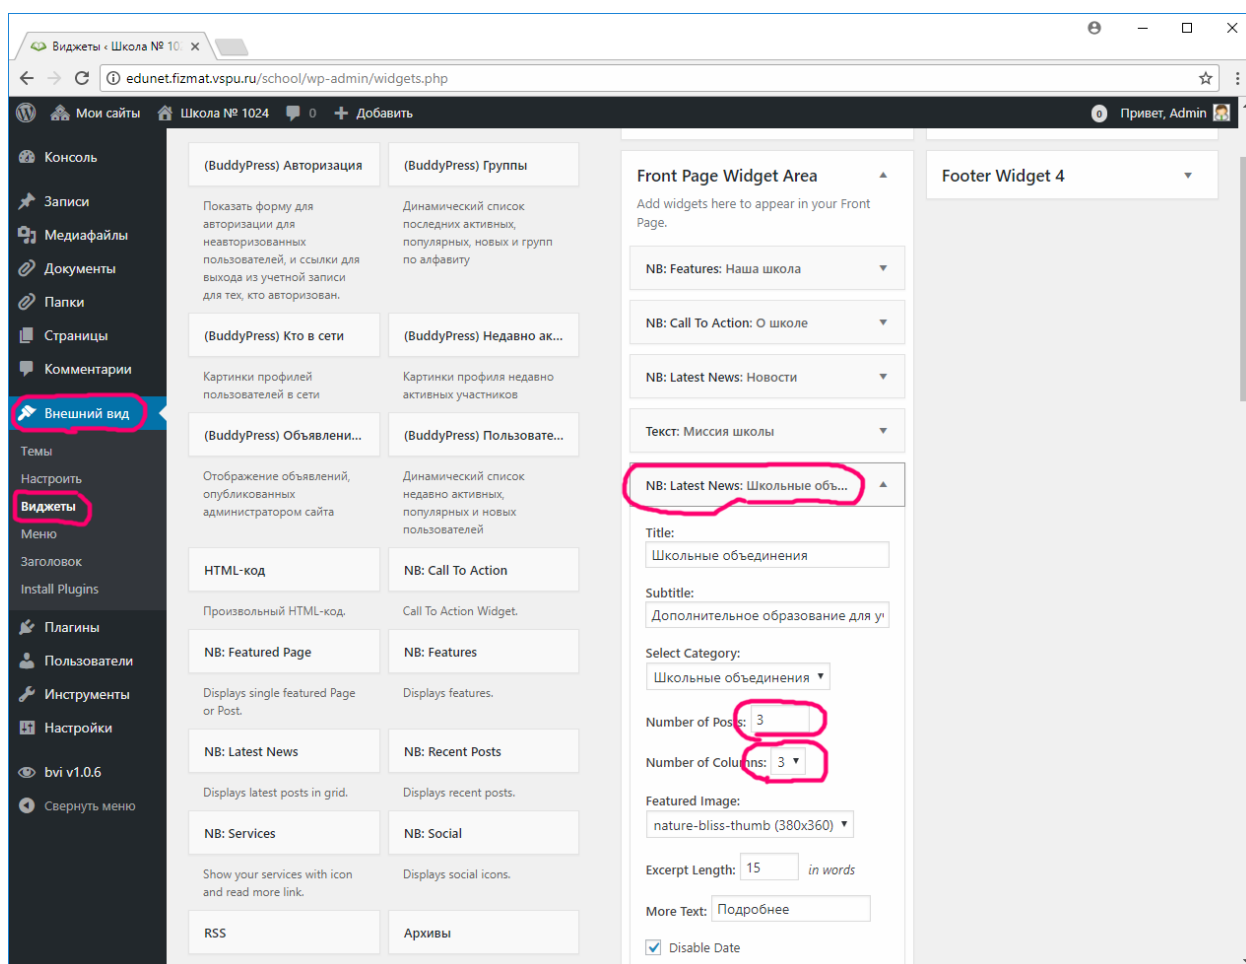 Виджеты ‹ Школа № 10
edunet.fizmat.vspu.ru/school/wp-admin/widgets.php
Мои сайты Школа № 1024 0 Добавить 0 Привет, Admin
Консоль
Записи
Медиафайлы
Документы
Папки
Страницы
Комментарии
Внешний вид
Темы
Настроить
Виджеты
Меню
Заголовок
Install Plugins
Плагины
Пользователи
Инструменты
Настройки
bvi v1.0.6
Свернуть меню
(BuddyPress) Авторизация
Показать форму для
авторизации для
неавторизованных
пользователей, и ссылки для
выхода из учетной записи
для тех, кто авторизован.
(BuddyPress) Группы
Динамический список
последних активных,
популярных, новых и групп
по алфавиту
(BuddyPress) Кто в сети
Картинки профилей
пользователей в сети
(BuddyPress) Недавно ак...
Картинки профиля недавно
активных участников
(BuddyPress) Объявлени...
Отображение объявлений,
опубликованных
администратором сайта
(BuddyPress) Пользовате...
Динамический список
недавно активных,
популярных и новых
пользователей
HTML-код
Произвольный HTML-код.
NB: Call To Action
Call To Action Widget.
NB: Featured Page
Displays single featured Page
or Post.
NB: Features
Displays features.
NB: Latest News
Displays latest posts in grid.
NB: Recent Posts
Displays recent posts.
NB: Services
Show your services with icon
and read more link.
NB: Social
Displays social icons.
RSS
Архивы
Front Page Widget Area
Add widgets here to appear in your Front
Page.
NB: Features: Наша школа
NB: Call To Action: О школе
NB: Latest News: Новости
Текст: Миссия школы
NB: Latest News: Школьные объ...
Title:
Школьные объединения
Subtitle:
Дополнительное образование для у
Select Category:
Школьные объединения
Number of Posts: 3
Number of Columns: 3
Featured Image:
nature-bliss-thumb (380x360)
Excerpt Length: 15 in words
More Text: Подробнее
Disable Date
Footer Widget 4